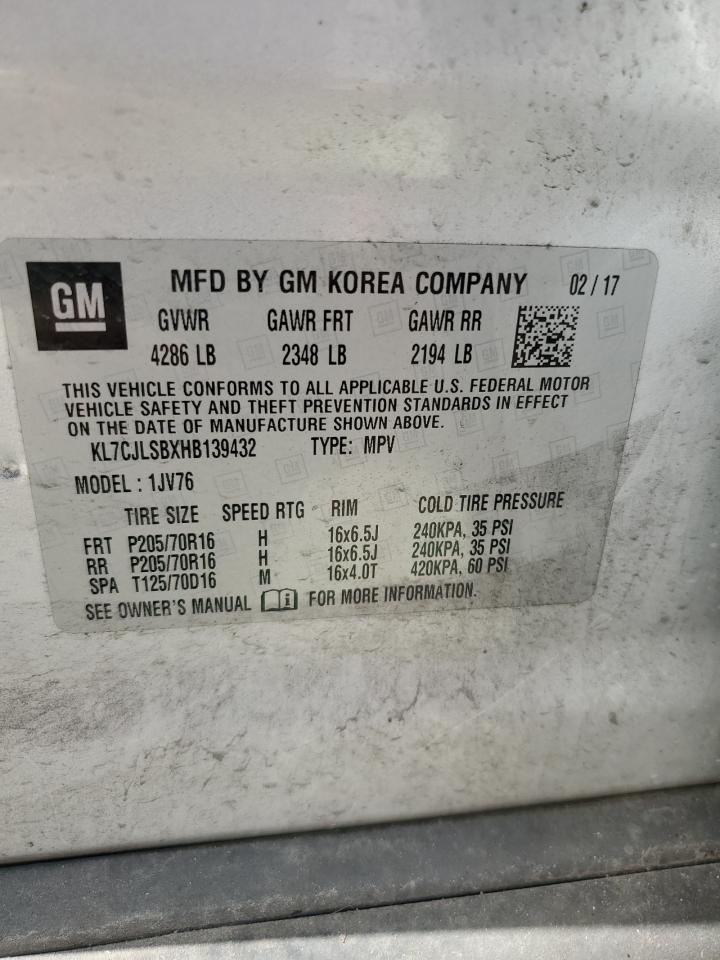 GM MFD BY GM KOREA COMPANY 02 / 17
GVWR GAWR FRT GAWR RR
4286 LB 2348 LB 2194 LB
THIS VEHICLE CONFORMS TO ALL APPLICABLE U.S. FEDERAL MOTOR
VEHICLE SAFETY AND THEFT PREVENTION STANDARDS IN EFFECT
ON THE DATE OF MANUFACTURE SHOWN ABOVE.
KL7CJLSBXHB139432 TYPE: MPV
MODEL : 1JV76
TIRE SIZE SPEED RTG RIM COLD TIRE PRESSURE
FRT P205/70R16 H 16x6.5J 240KPA, 35 PSI
RR P205/70R16 H 16x6.5J 240KPA, 35 PSI
SPA T125/70D16 M 16x4.0T 420KPA, 60 PSI
SEE OWNER'S MANUAL FOR MORE INFORMATION.